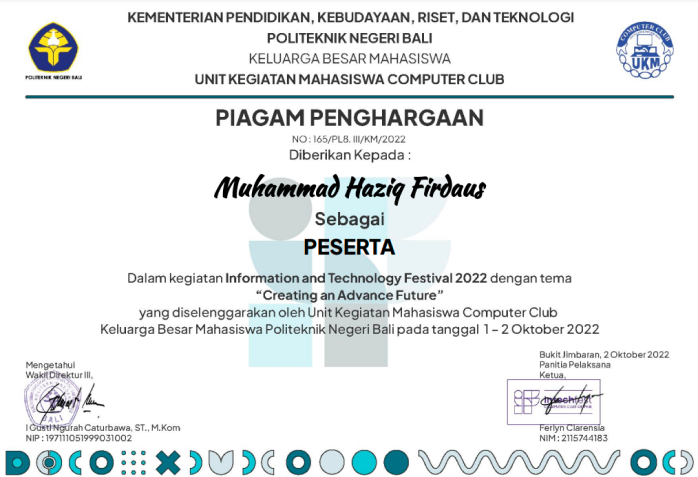 KEMENTERIAN PENDIDIKAN, KEBUDAYAAN, RISET, DAN TEKNOLOGI
POLITEKNIK NEGERI BALI
KELUARGA BESAR MAHASISWA
UNIT KEGIATAN MAHASISWA COMPUTER CLUB
POLITEKNIK NEGERI BALI
COMPUTER CLUB
UKM
PIAGAM PENGHARGAAN
NO : 165/PL8. III/KM/2022
Diberikan Kepada :
Muhammad Haziq Firdaus
Sebagai
PESERTA
Dalam kegiatan Information and Technology Festival 2022 dengan tema
“Creating an Advance Future”
yang diselenggarakan oleh Unit Kegiatan Mahasiswa Computer Club
Keluarga Besar Mahasiswa Politeknik Negeri Bali pada tanggal 1 – 2 Oktober 2022
Mengetahui
Wakil Direktur III,
BALI
I Gusti Ngurah Caturbawa, ST., M.Kom
NIP : 197111051999031002
Bukit Jimbaran, 2 Oktober 2022
Panitia Pelaksana
Ketua,
intechfest
Ferlyn Clarensia
NIM : 2115744183